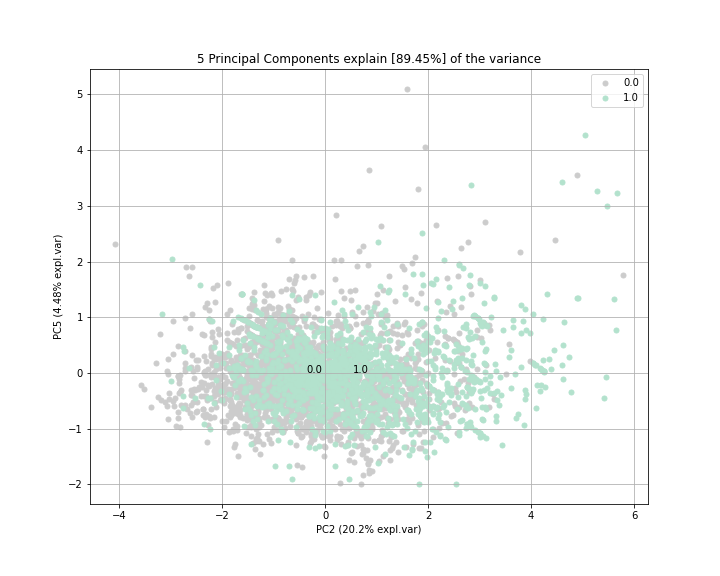 5 Principal Components explain [89.45%] of the variance
0.0
1.0
5
4
3
2
1
0
−1
−2
PC5 (4.48% expl.var)
0.0 1.0
−4 −2 0 2 4 6
PC2 (20.2% expl.var)